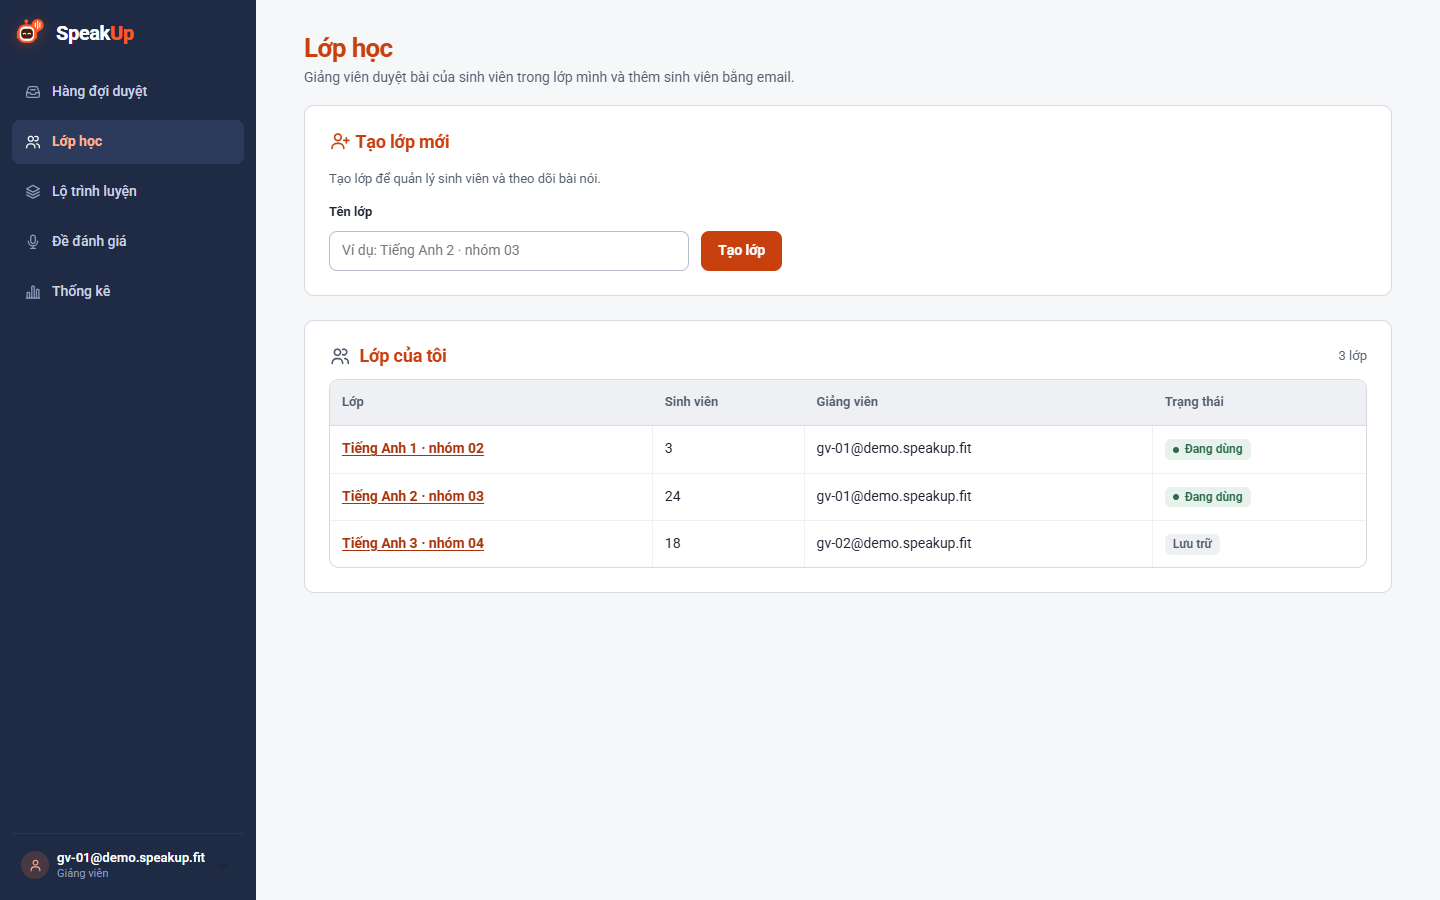 SpeakUp
Hàng đợi duyệt
Lớp học
Lộ trình luyện
Đề đánh giá
Thống kê
gv-01@demo.speakup.fit
Giảng viên
Lớp học
Giảng viên duyệt bài của sinh viên trong lớp mình và thêm sinh viên bằng email.
Tạo lớp mới
Tạo lớp để quản lý sinh viên và theo dõi bài nói.
Tên lớp
Ví dụ: Tiếng Anh 2 · nhóm 03
Tạo lớp
Lớp của tôi
3 lớp
Lớp Sinh viên Giảng viên Trạng thái
Tiếng Anh 1 · nhóm 02 3 gv-01@demo.speakup.fit Đang dùng
Tiếng Anh 2 · nhóm 03 24 gv-01@demo.speakup.fit Đang dùng
Tiếng Anh 3 · nhóm 04 18 gv-02@demo.speakup.fit Lưu trữ